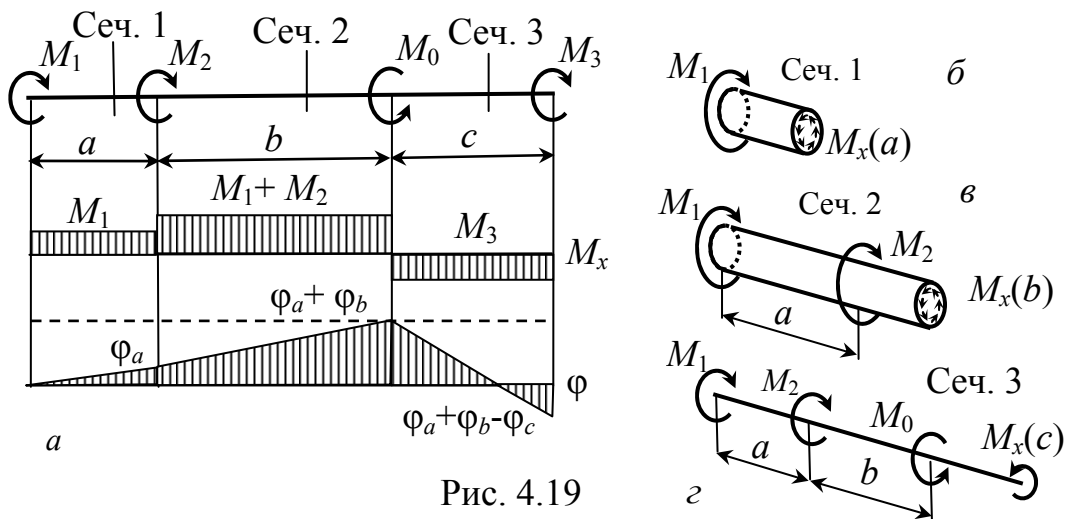 Сеч. 1 Сеч. 2 Сеч. 3
M1 M2 M0 M3
a b c
M1 M1+ M2 M3 Mx
φa φa+ φb φ
φa+φb-φc
а
Сеч. 1 б
M1 Mx(a)
Сеч. 2 в
M1 M2 Mx(b)
a
Сеч. 3
M1 M2 M0 Mx(c)
a b
г
Рис. 4.19